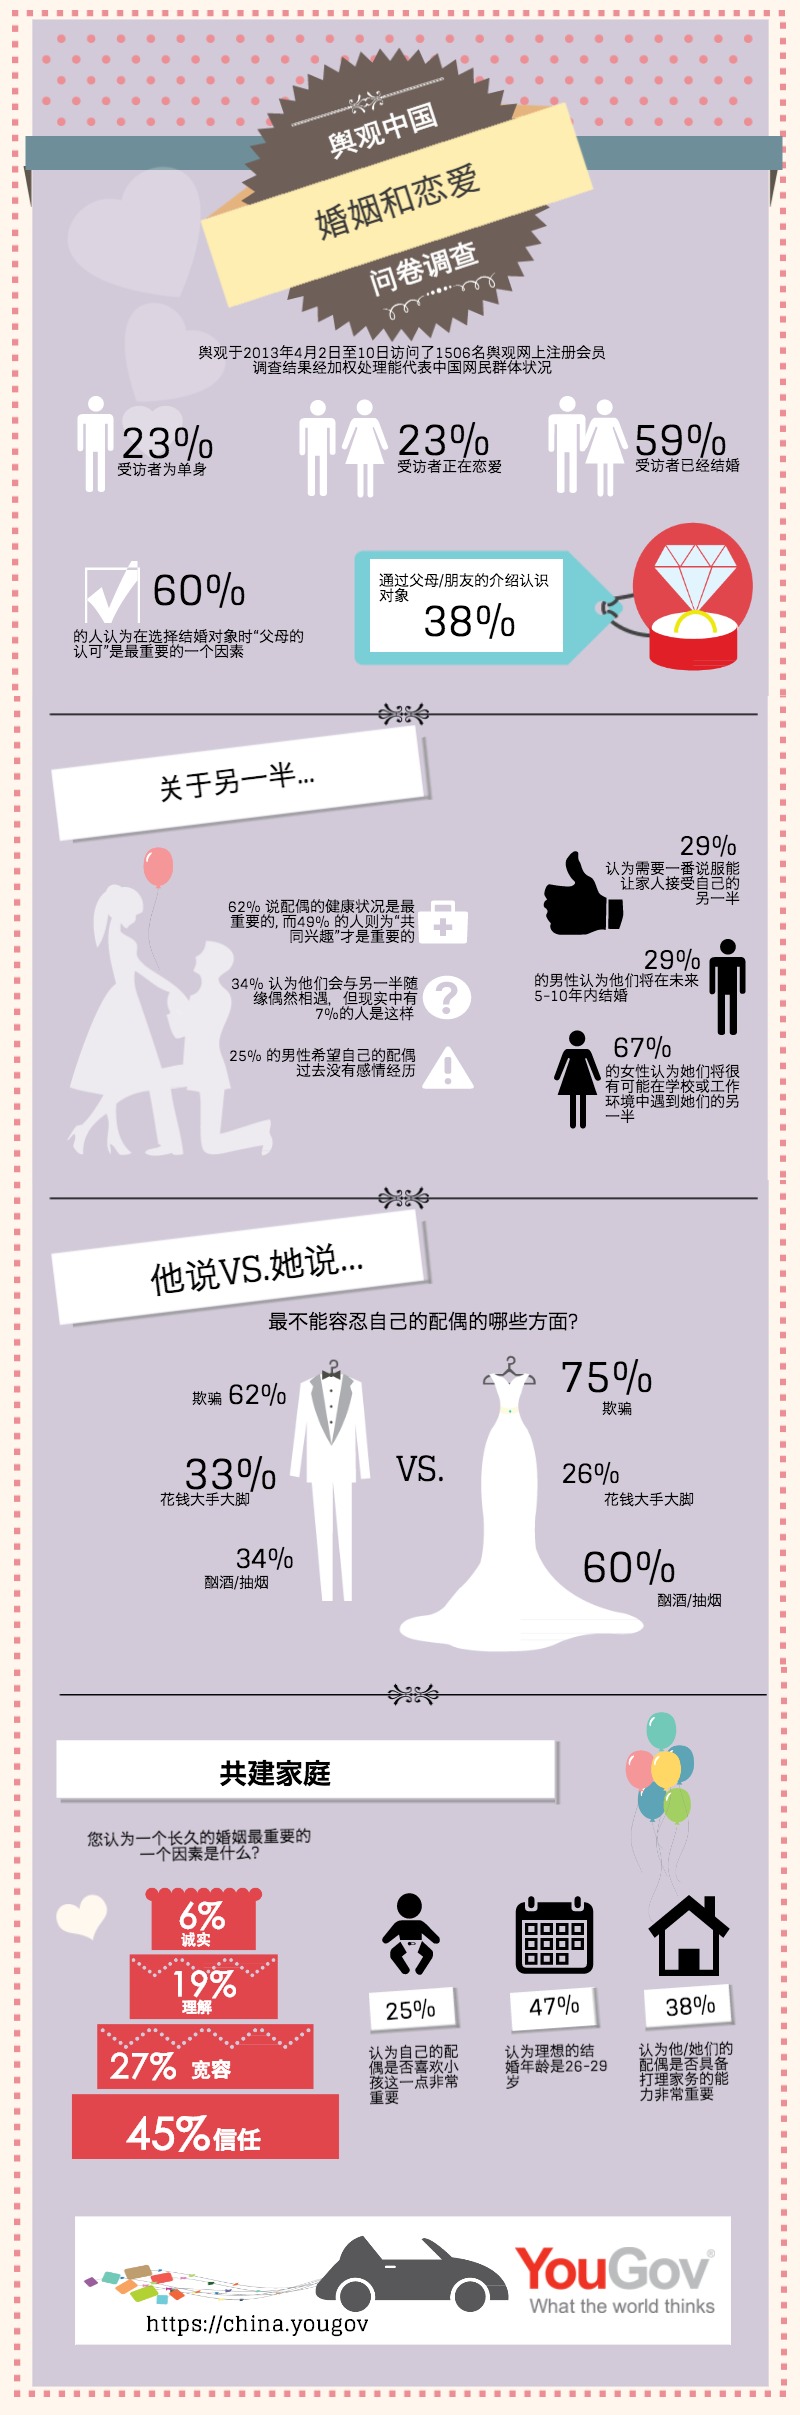 舆观中国
婚姻和恋爱
问卷调查
舆观于2013年4月2日至10日访问了1506名舆观网上注册会员
调查结果经加权处理能代表中国网民群体状况
23%
受访者为单身
23%
受访者正在恋爱
59%
受访者已经结婚
60%
的人认为在选择结婚对象时“父母的
认可”是最重要的一个因素
通过父母/朋友的介绍认识
对象
38%
关于另一半...
62% 说配偶的健康状况是最
重要的, 而49% 的人则为“共
同兴趣”才是重要的
34% 认为他们会与另一半随
缘偶然相遇, 但现实中有
7%的人是这样
25% 的男性希望自己的配偶
过去没有感情经历
29%
认为需要一番说服能
让家人接受自己的
另一半
29%
的男性认为他们将在未来
5-10年内结婚
67%
的女性认为她们将很
有可能在学校或工作
环境中遇到她们的另
一半
他说VS.她说...
最不能容忍自己的配偶的哪些方面?
欺骗 62%
33%
花钱大手大脚
34%
酗酒/抽烟
VS.
75%
欺骗
26%
花钱大手大脚
60%
酗酒/抽烟
共建家庭
您认为一个长久的婚姻最重要的
一个因素是什么?
6%
诚实
19%
理解
27% 宽容
45%信任
25%
认为自己的配
偶是否喜欢小
孩这一点非常
重要
47%
认为理想的结
婚年龄是26-29
岁
38%
认为他/她们的
配偶是否具备
打理家务的能
力非常重要
https://china.yougov
YouGov®
What the world thinks